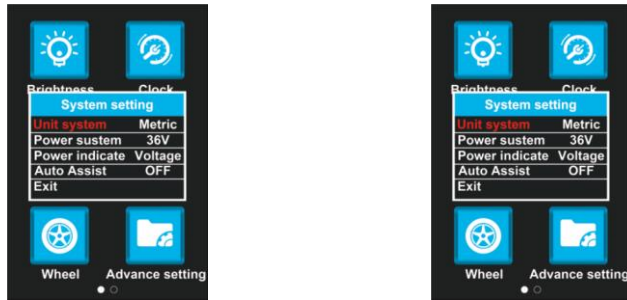 Brightness Clock
System setting
Unit system Metric
Power sustem 36V
Power indicate Voltage
Auto Assist OFF
Exit
Wheel Advance setting
Brightness Clock
System setting
Unit system Metric
Power sustem 36V
Power indicate Voltage
Auto Assist OFF
Exit
Wheel Advance setting